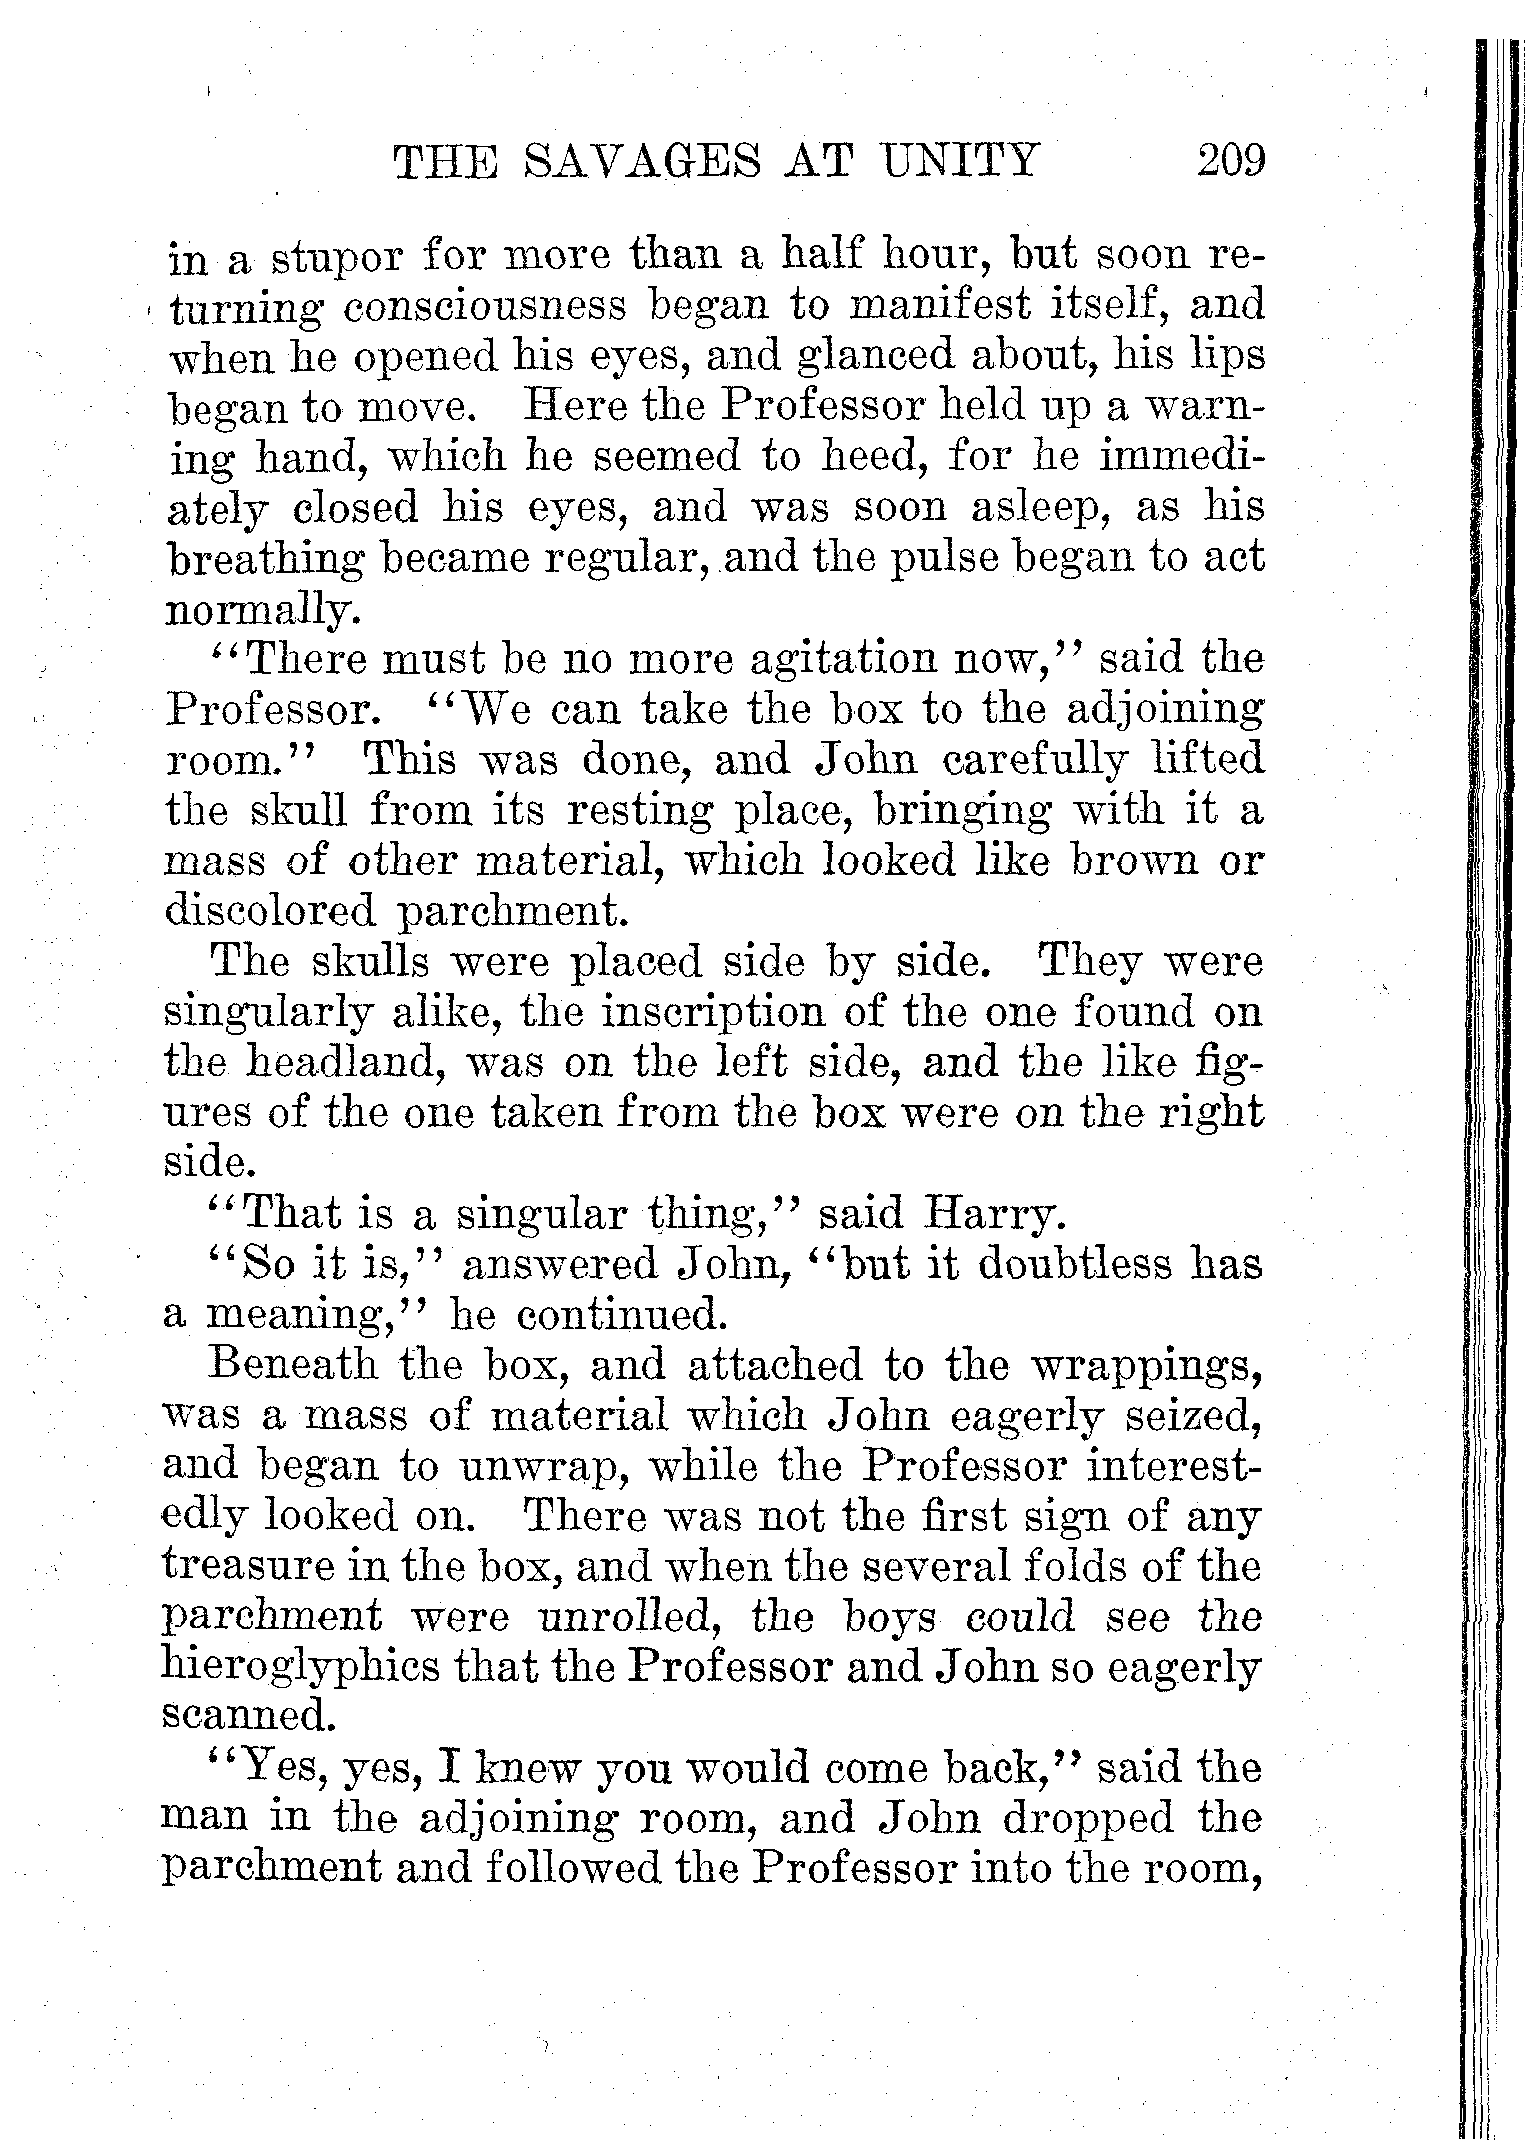 THE SAVAGES AT UNITY 209
in a stupor for more than a half hour, but soon re-
turning consciousness began to manifest itself, and
when he opened his eyes, and glanced about, his lips
began to move. Here the Professor held up a warn-
ing hand, which he seemed to heed, for he immedi-
ately closed his eyes, and was soon asleep, as his
breathing became regular, and the pulse began to act
normally.
"There must be no more agitation now," said the
Professor. "We can take the box to the adjoining
room." This was done, and John carefully lifted
the skull from its resting place, bringing with it a
mass of other material, which looked like brown or
discolored parchment.
The skulls were placed side by side. They were
singularly alike, the inscription of the one found on
the headland, was on the left side, and the like fig-
ures of the one taken from the box were on the right
side.
"That is a singular thing," said Harry.
"So it is," answered John, "but it doubtless has
a meaning," he continued.
Beneath the box, and attached to the wrappings,
was a mass of material which John eagerly seized,
and began to unwrap, while the Professor interest-
edly looked on. There was not the first sign of any
treasure in the box, and when the several folds of the
parchment were unrolled, the boys could see the
hieroglyphics that the Professor and John so eagerly
scanned.
"Yes, yes, I knew you would come back," said the
man in the adjoining room, and John dropped the
parchment and followed the Professor into the room,